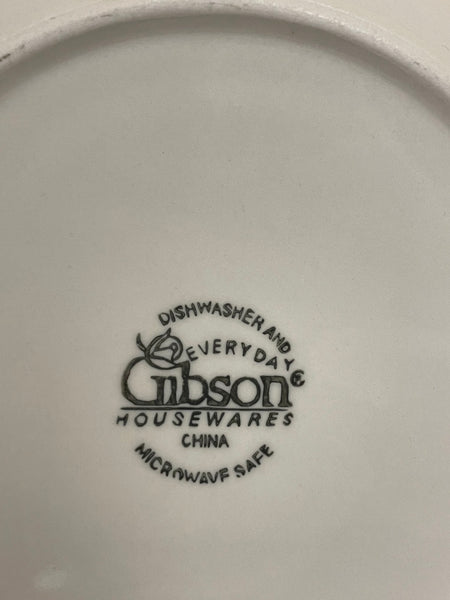 DISHWASHER AND
EVERYDAY
Gibson
HOUSEWARES
CHINA
MICROWAVE SAFE